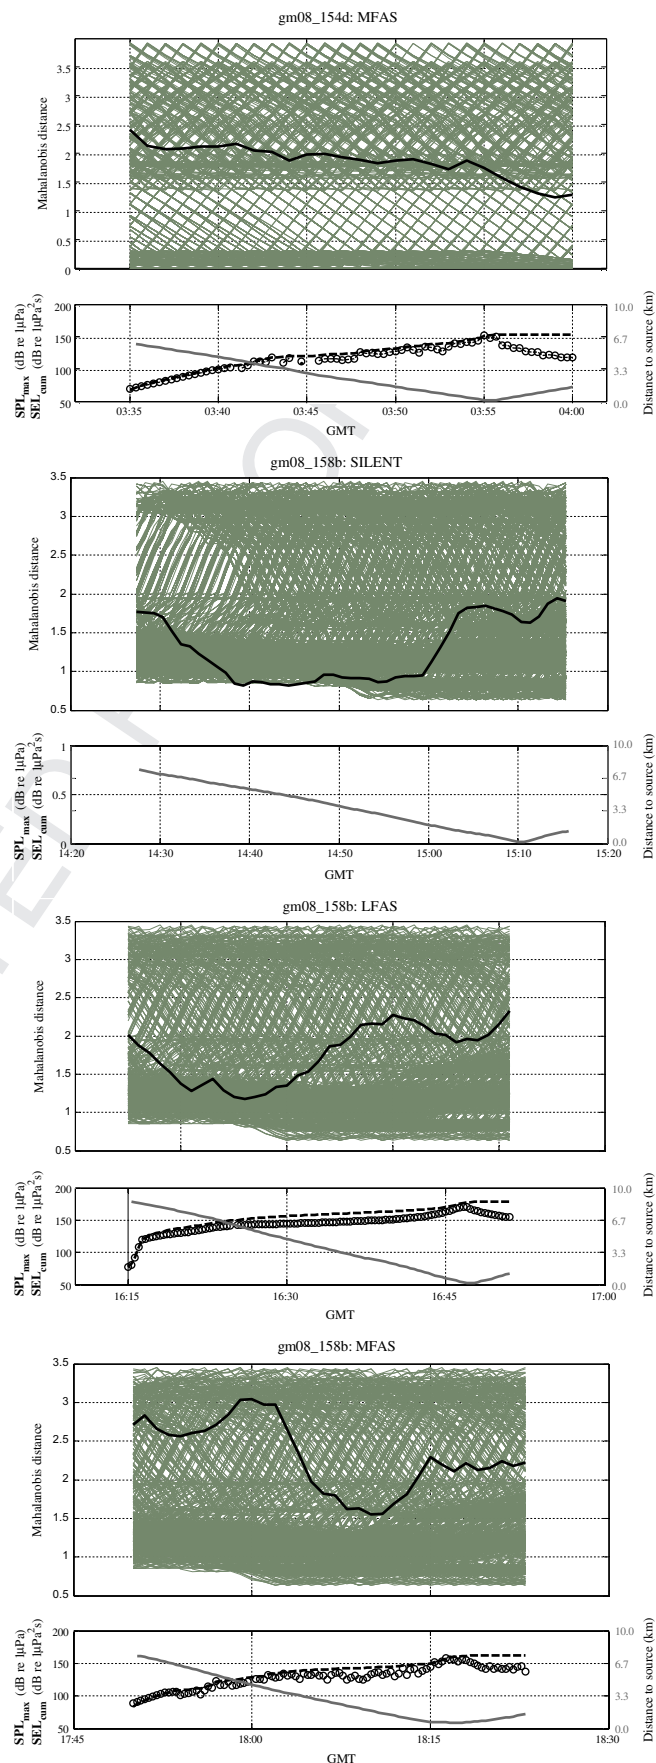 gm08_154d: MFAS
Mahalanobis distance
3.5
3
2.5
2
1.5
1
0.5
0
SPLmax (dB re 1μPa)
SELcum (dB re 1μPa²s)
200
150
100
50
10.0
6.7
3.3
0.0
Distance to source (km)
03:35 03:40 03:45 03:50 03:55 04:00
GMT
gm08_158b: SILENT
Mahalanobis distance
3.5
3
2.5
2
1.5
1
0.5
SPLmax (dB re 1μPa)
SELcum (dB re 1μPa²s)
1
0.5
0
10.0
6.7
3.3
0.0
Distance to source (km)
14:20 14:30 14:40 14:50 15:00 15:10 15:20
GMT
gm08_158b: LFAS
Mahalanobis distance
3.5
3
2.5
2
1.5
1
0.5
SPLmax (dB re 1μPa)
SELcum (dB re 1μPa²s)
200
150
100
50
10.0
6.7
3.3
0.0
Distance to source (km)
16:15 16:30 16:45 17:00
GMT
gm08_158b: MFAS
Mahalanobis distance
3.5
3
2.5
2
1.5
1
0.5
SPLmax (dB re 1μPa)
SELcum (dB re 1μPa²s)
200
150
100
50
10.0
6.7
3.3
0.0
Distance to source (km)
17:45 18:00 18:15 18:30
GMT